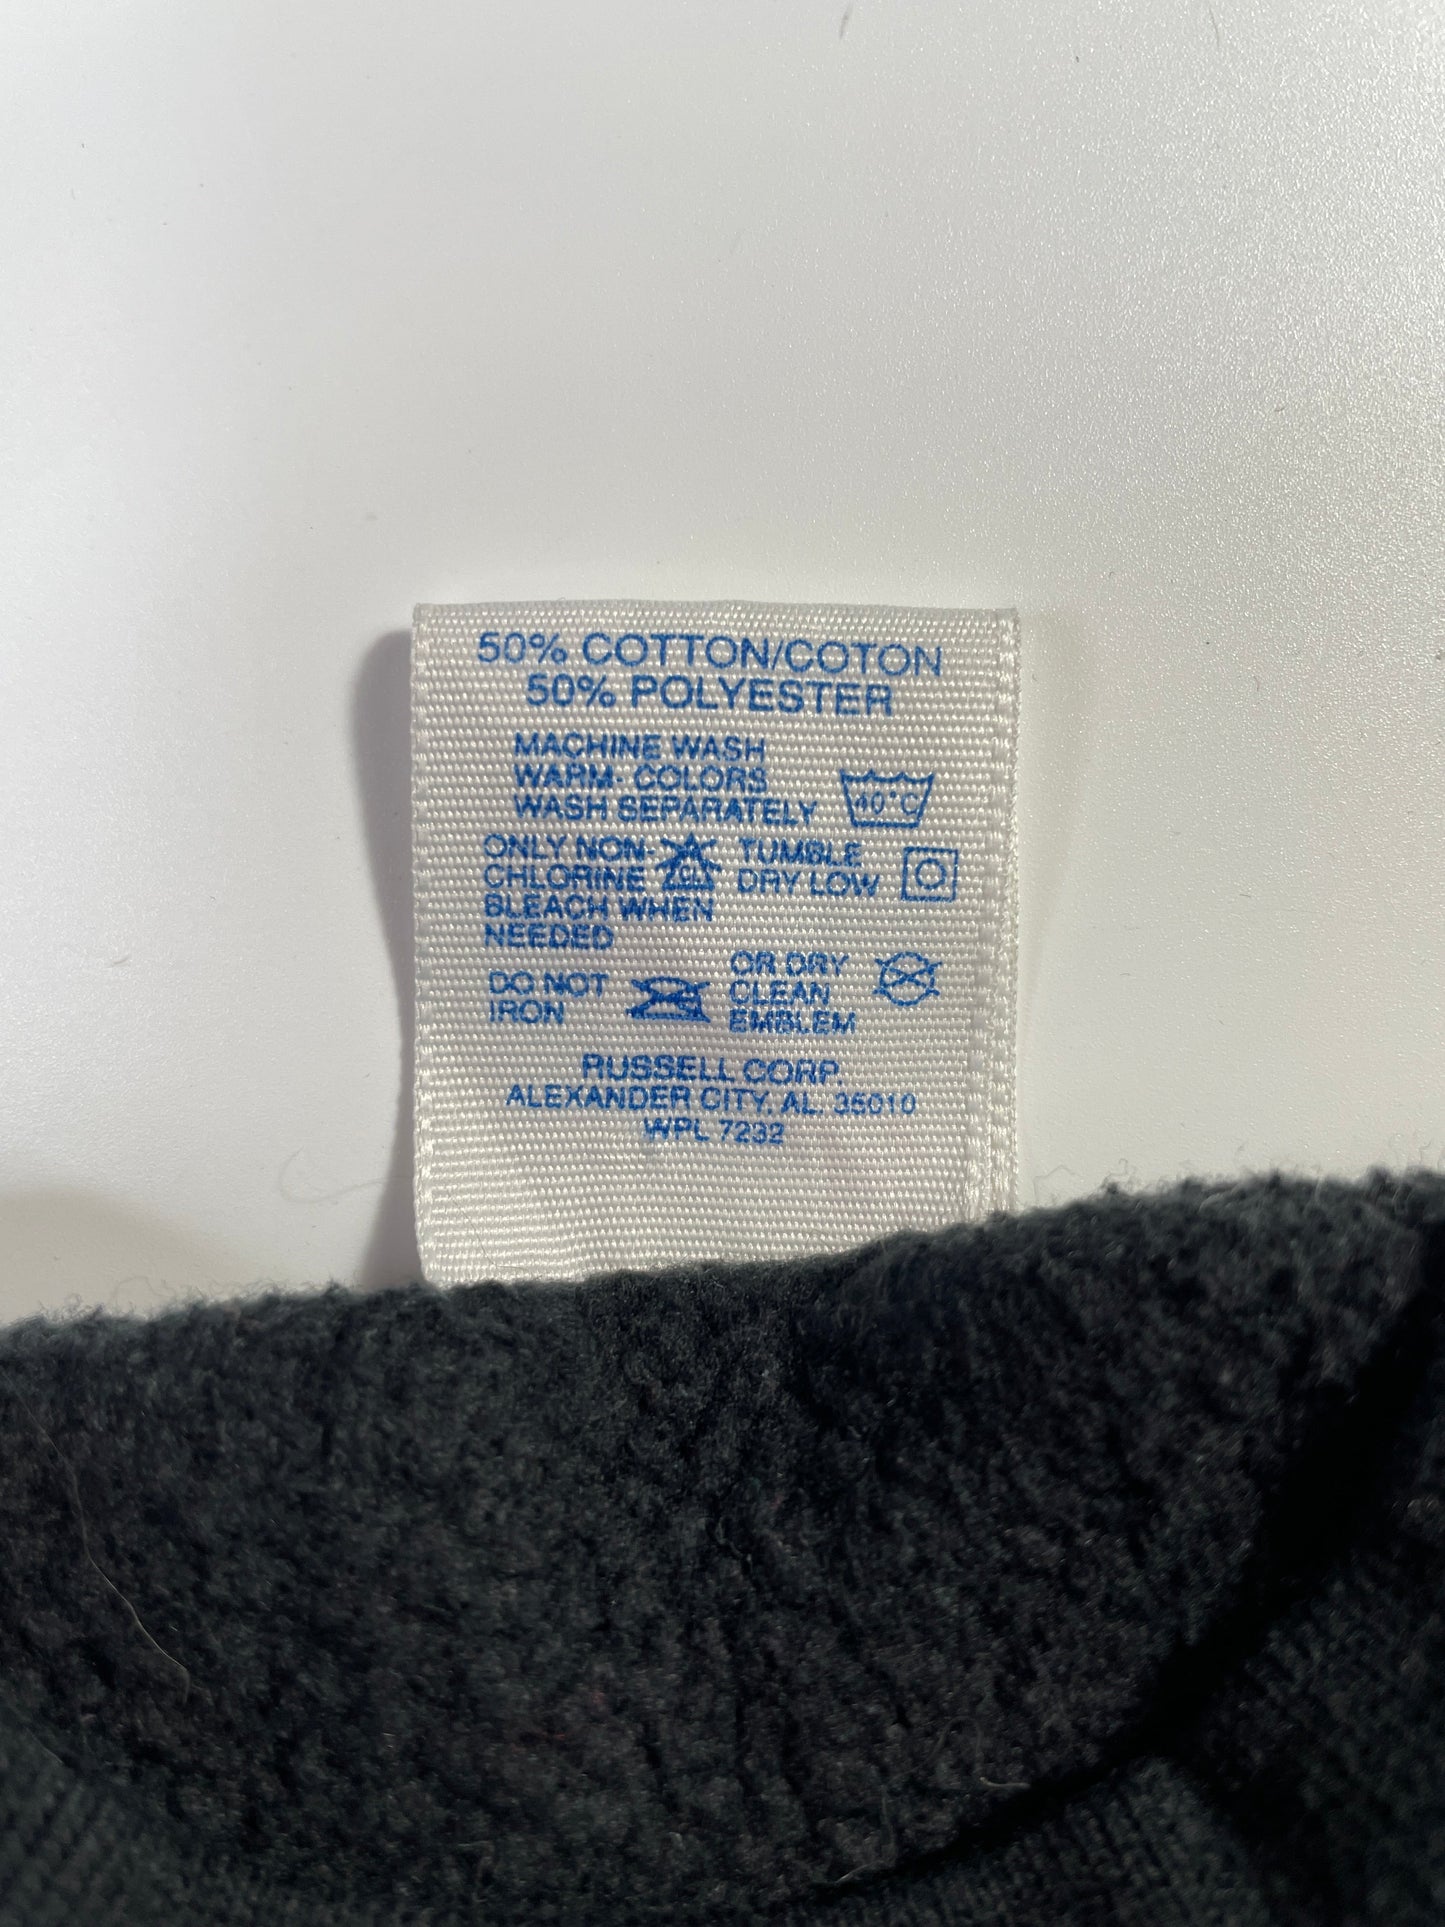 50% COTTON/COTON
50% POLYESTER
MACHINE WASH
WARM- COLORS
WASH SEPARATELY
40°C
ONLY NON-
CHLORINE
BLEACH WHEN
NEEDED
CL
TUMBLE
DRY LOW
DO NOT
IRON
OR DRY
CLEAN
EMBLEM
RUSSELL CORP.
ALEXANDER CITY, AL. 35010
WPL 7232